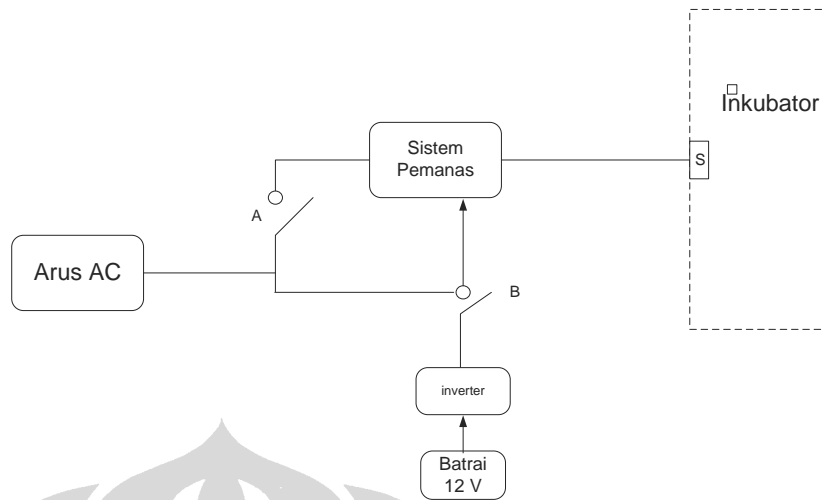 Inkubator
Sistem
Pemanas
S
A
Arus AC
B
inverter
Batrai
12 V